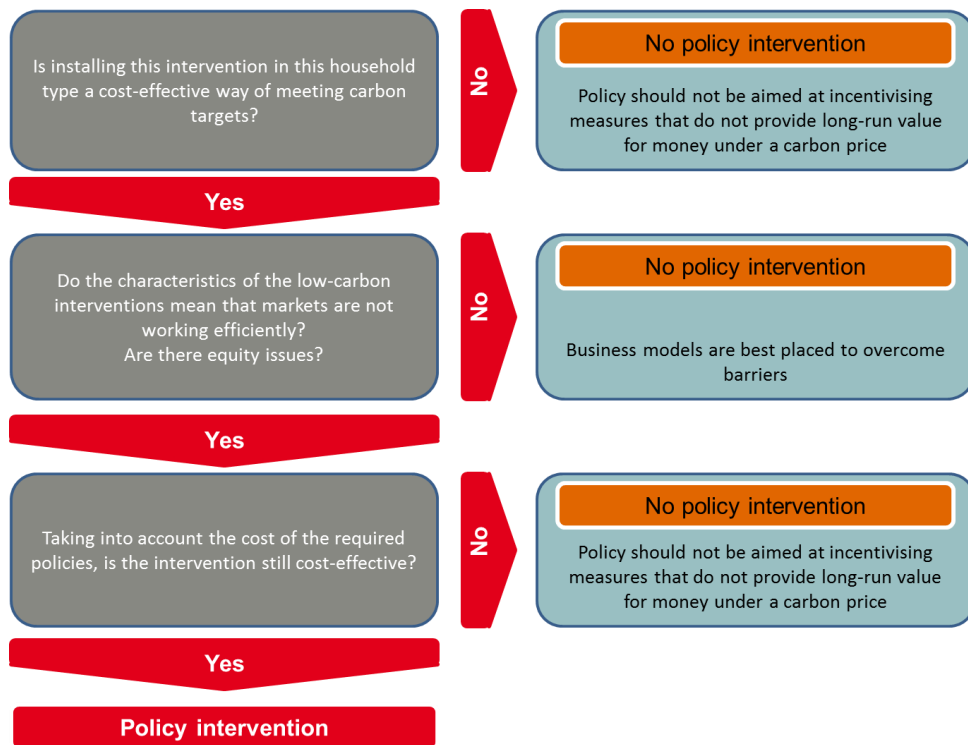 Is installing this intervention in this household
type a cost-effective way of meeting carbon
targets?
No
No policy intervention
Policy should not be aimed at incentivising
measures that do not provide long-run value
for money under a carbon price
Yes
Do the characteristics of the low-carbon
interventions mean that markets are not
working efficiently?
Are there equity issues?
No
No policy intervention
Business models are best placed to overcome
barriers
Yes
Taking into account the cost of the required
policies, is the intervention still cost-effective?
No
No policy intervention
Policy should not be aimed at incentivising
measures that do not provide long-run value
for money under a carbon price
Yes
Policy intervention